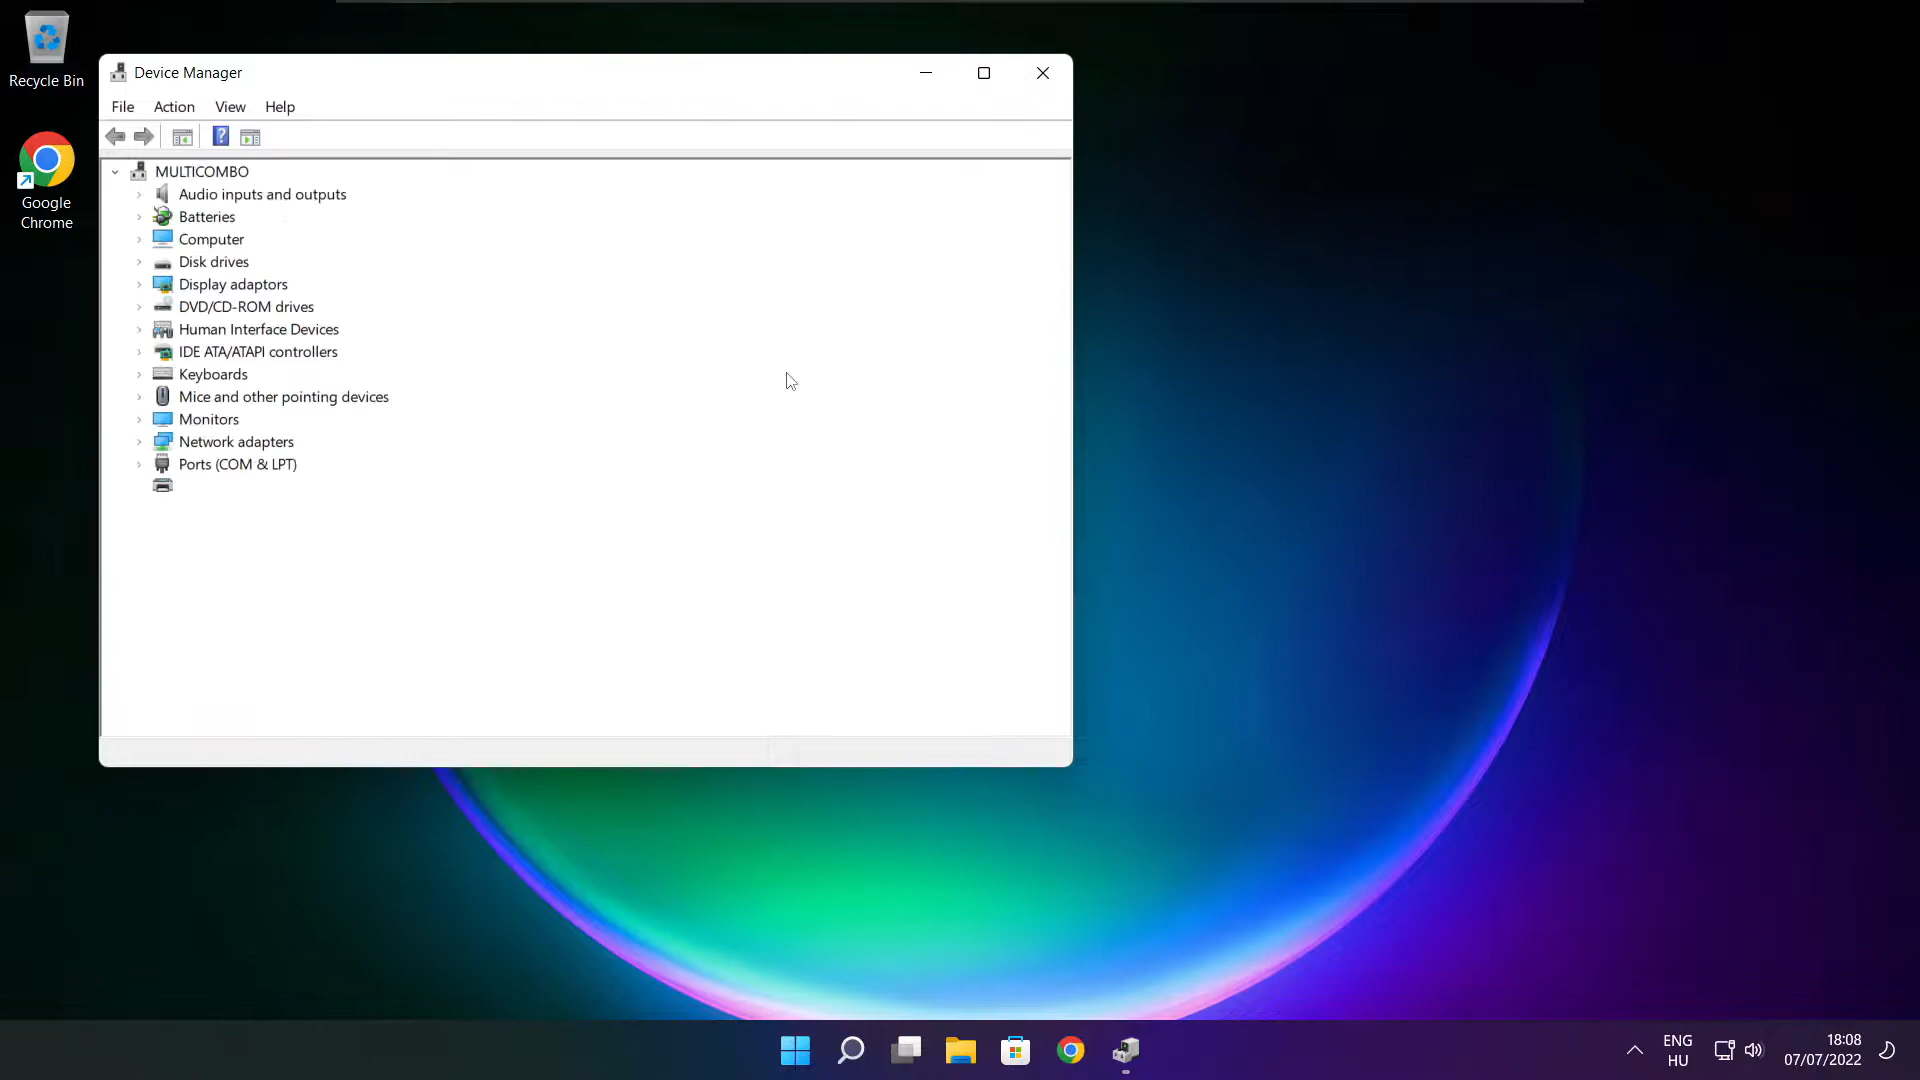 Recycle Bin
Google
Chrome
Device Manager
File Action View Help
MULTICOMBO
Audio inputs and outputs
Batteries
Computer
Disk drives
Display adaptors
DVD/CD-ROM drives
Human Interface Devices
IDE ATA/ATAPI controllers
Keyboards
Mice and other pointing devices
Monitors
Network adapters
Ports (COM & LPT)
ENG
HU
18:08
07/07/2022